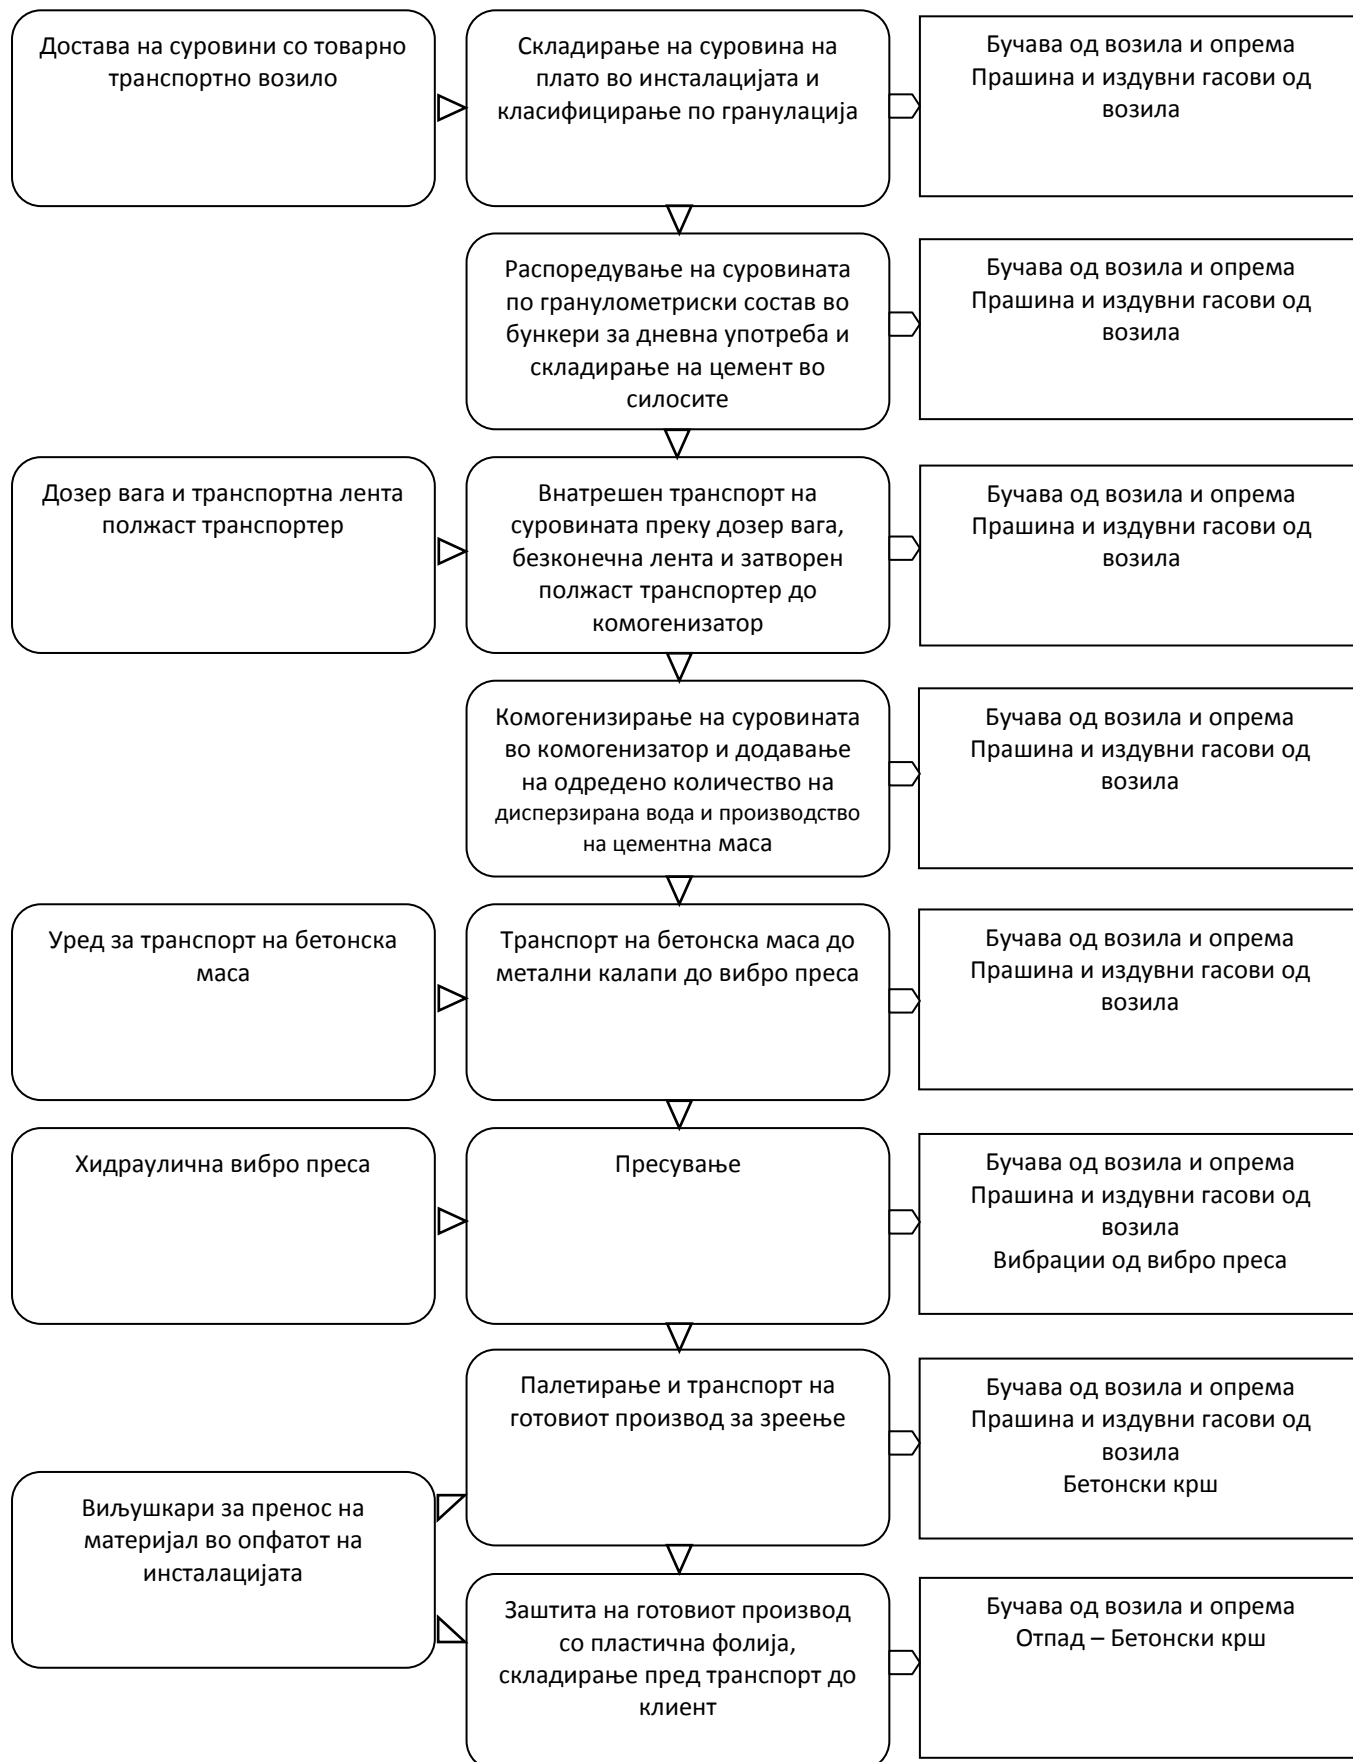 Достава на суровини со товарно
транспортно возило
Складирање на суровина на
плато во инсталацијата и
класифицирање по гранулација
Бучава од возила и опрема
Прашина и издувни гасови од
возила
Распоредување на суровината
по гранулометриски состав во
бункери за дневна употреба и
складирање на цемент во
силосите
Бучава од возила и опрема
Прашина и издувни гасови од
возила
Дозер вага и транспортна лента
полжаст транспортер
Внатрешен транспорт на
суровината преку дозер вага,
безконечна лента и затворен
полжаст транспортер до
комогенизатор
Бучава од возила и опрема
Прашина и издувни гасови од
возила
Комогенизирање на суровината
во комогенизатор и додавање
на одредено количество на
дисперзирана вода и производство
на цементна маса
Бучава од возила и опрема
Прашина и издувни гасови од
возила
Уред за транспорт на бетонска
маса
Транспорт на бетонска маса до
метални калапи до вибро преса
Бучава од возила и опрема
Прашина и издувни гасови од
возила
Хидраулична вибро преса
Пресување
Бучава од возила и опрема
Прашина и издувни гасови од
возила
Вибрации од вибро преса
Палетирање и транспорт на
готовиот производ за зреење
Бучава од возила и опрема
Прашина и издувни гасови од
возила
Бетонски крш
Виљушкари за пренос на
материјал во опфатот на
инсталацијата
Заштита на готовиот производ
со пластична фолија,
складирање пред транспорт до
клиент
Бучава од возила и опрема
Отпад – Бетонски крш